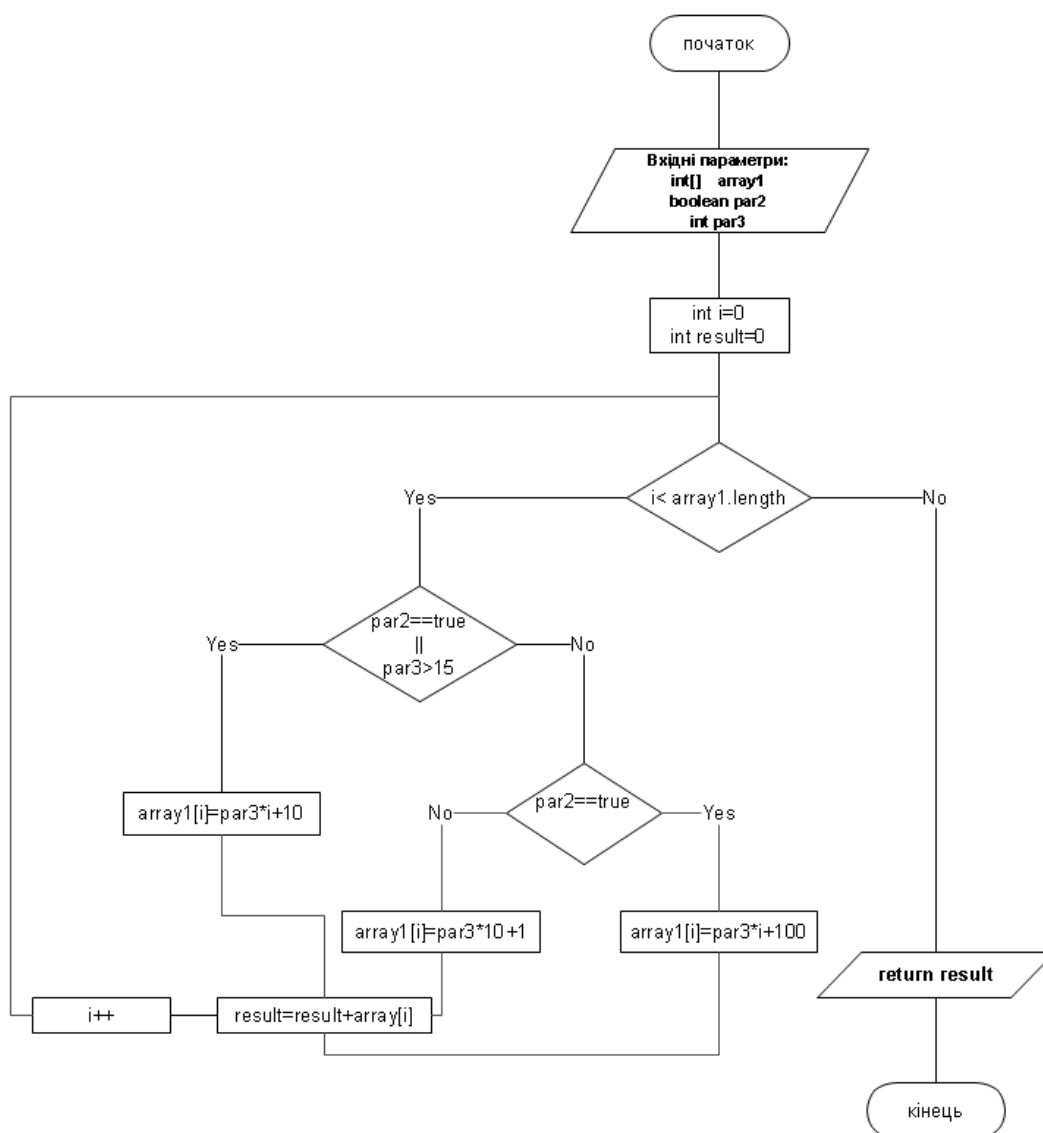 початок
Вхідні параметри:
int[] array1
boolean par2
int par3
int i=0
int result=0
i< array1.length
Yes
No
par2==true
||
par3>15
Yes
No
array1[i]=par3*i+10
par2==true
No
Yes
array1[i]=par3*10+1
array1[i]=par3*i+100
return result
i++
result=result+array[i]
кінець